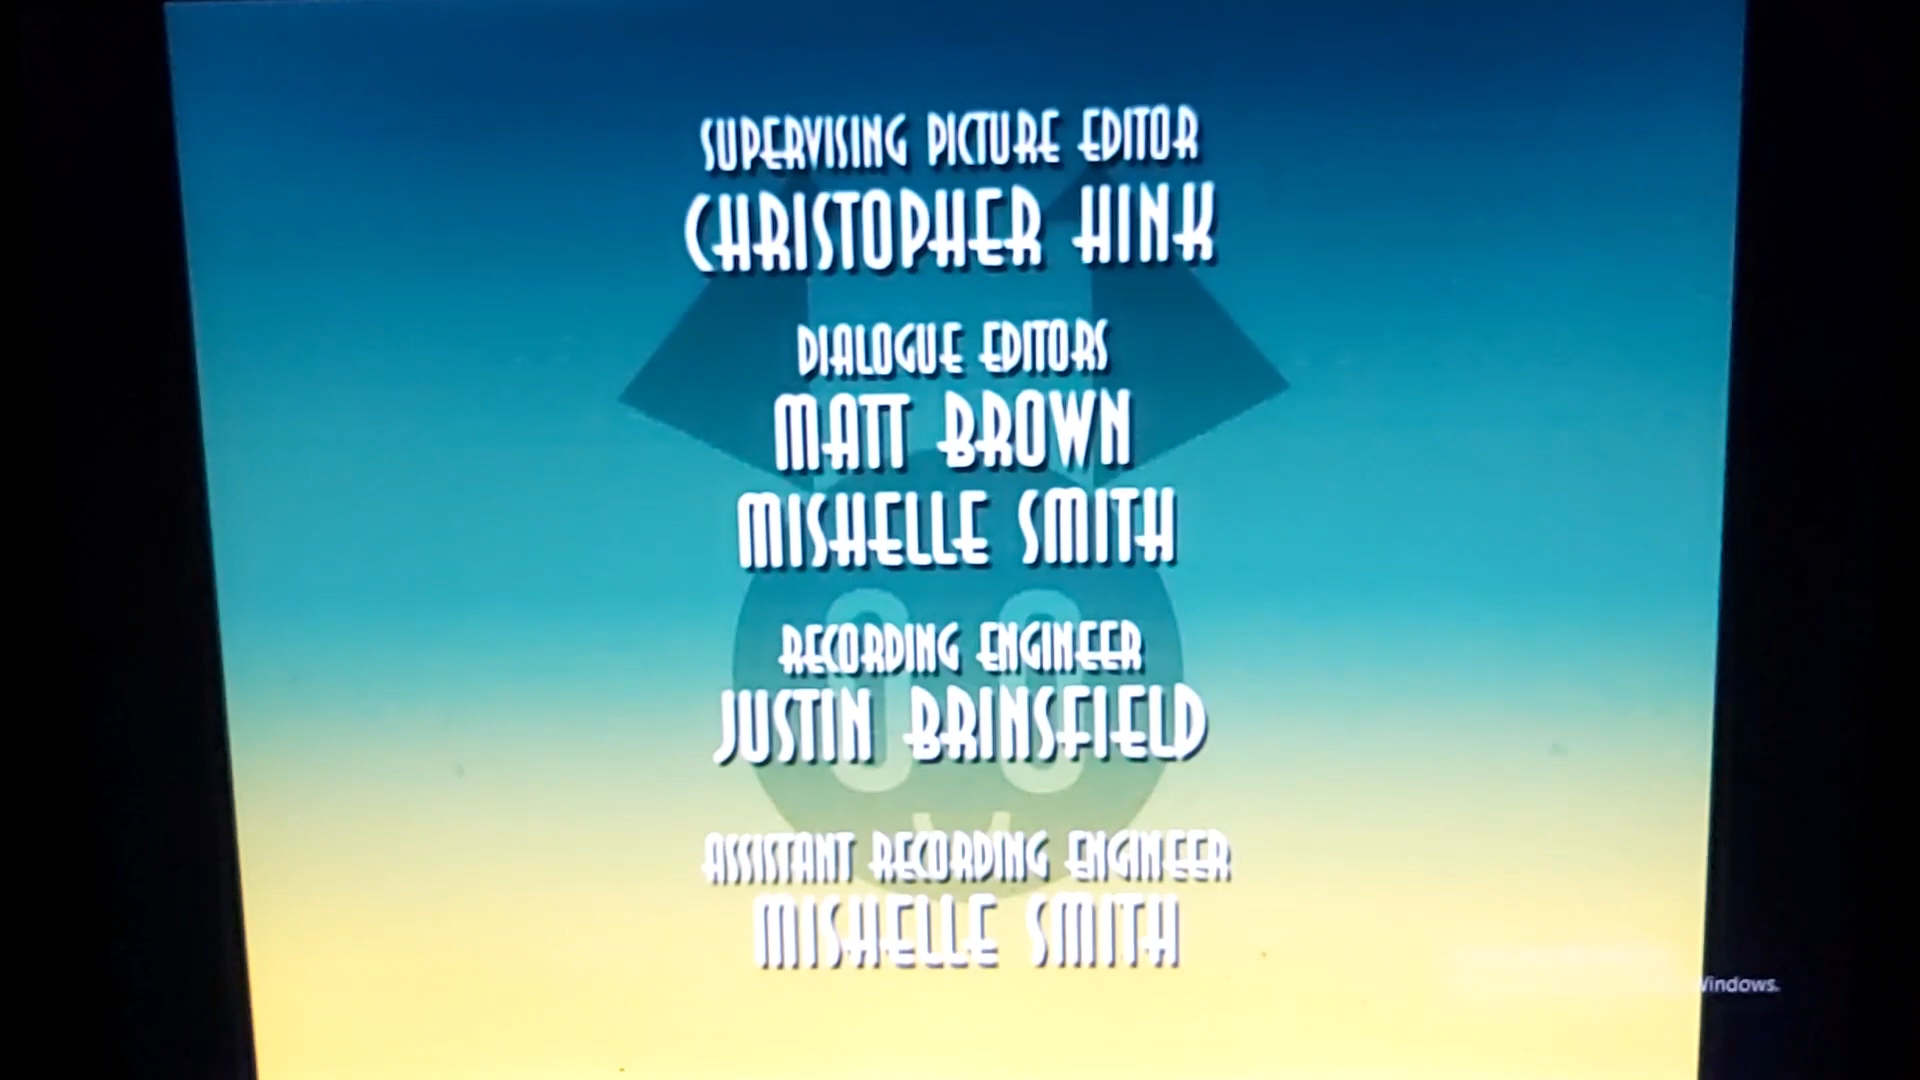 SUPERVISING PICTURE EDITOR
CHRISTOPHER HINK
DIALOGUE EDITORS
MATT BROWN
MISHELLE SMITH
RECORDING ENGINEER
JUSTIN BRINSFIELD
ASSISTANT RECORDING ENGINEER
MISHELLE SMITH
Windows.